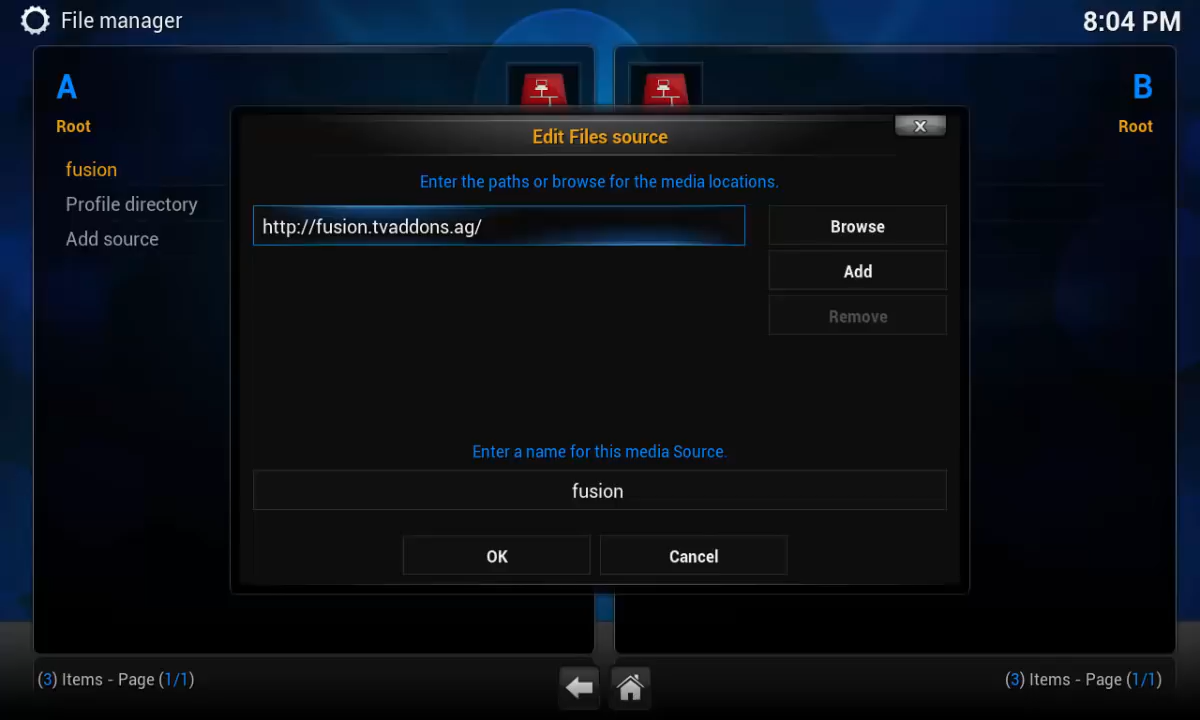 File manager
8:04 PM
A
B
Root
Root
fusion
Profile directory
Add source
Edit Files source
X
Enter the paths or browse for the media locations.
http://fusion.tvaddons.ag/
Browse
Add
Remove
Enter a name for this media Source.
fusion
OK
Cancel
(3) Items - Page (1/1)
(3) Items - Page (1/1)